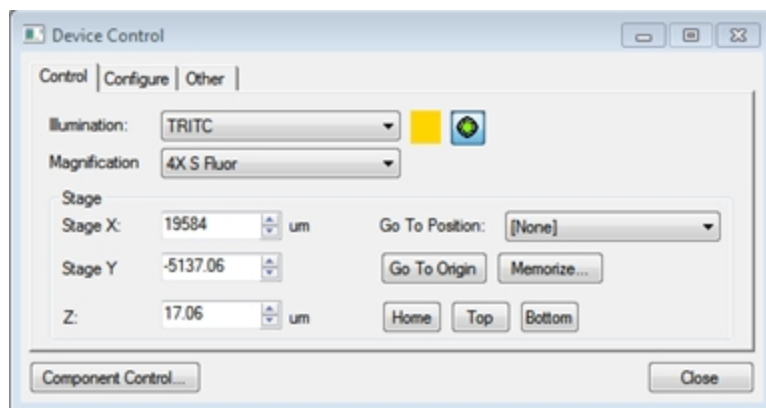 Device Control
Control Configure Other
Illumination: TRITC
Magnification 4X S Fluor
Stage
Stage X: 19584 um Go To Position: [None]
Stage Y -5137.06 Go To Origin Memorize...
Z: 17.06 um Home Top Bottom
Component Control... Close